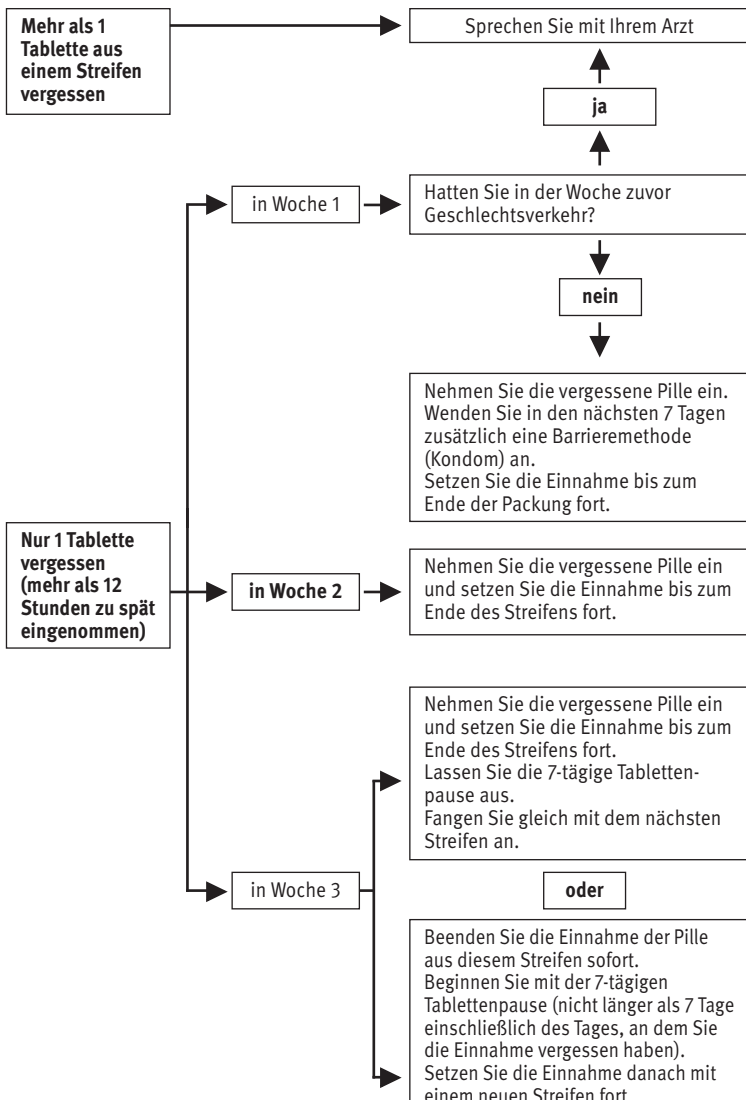 Mehr als 1
Tablette aus
einem Streifen
vergessen
Sprechen Sie mit Ihrem Arzt
ja
in Woche 1
Hatten Sie in der Woche zuvor
Geschlechtsverkehr?
nein
Nehmen Sie die vergessene Pille ein.
Wenden Sie in den nächsten 7 Tagen
zusätzlich eine Barrieremethode
(Kondom) an.
Setzen Sie die Einnahme bis zum
Ende der Packung fort.
Nur 1 Tablette
vergessen
(mehr als 12
Stunden zu spät
eingenommen)
in Woche 2
Nehmen Sie die vergessene Pille ein
und setzen Sie die Einnahme bis zum
Ende des Streifens fort.
in Woche 3
Nehmen Sie die vergessene Pille ein
und setzen Sie die Einnahme bis zum
Ende des Streifens fort.
Lassen Sie die 7-tägige Tabletten-
pause aus.
Fangen Sie gleich mit dem nächsten
Streifen an.
oder
Beenden Sie die Einnahme der Pille
aus diesem Streifen sofort.
Beginnen Sie mit der 7-tägigen
Tablettenpause (nicht länger als 7 Tage
einschließlich des Tages, an dem Sie
die Einnahme vergessen haben).
Setzen Sie die Einnahme danach mit
einem neuen Streifen fort